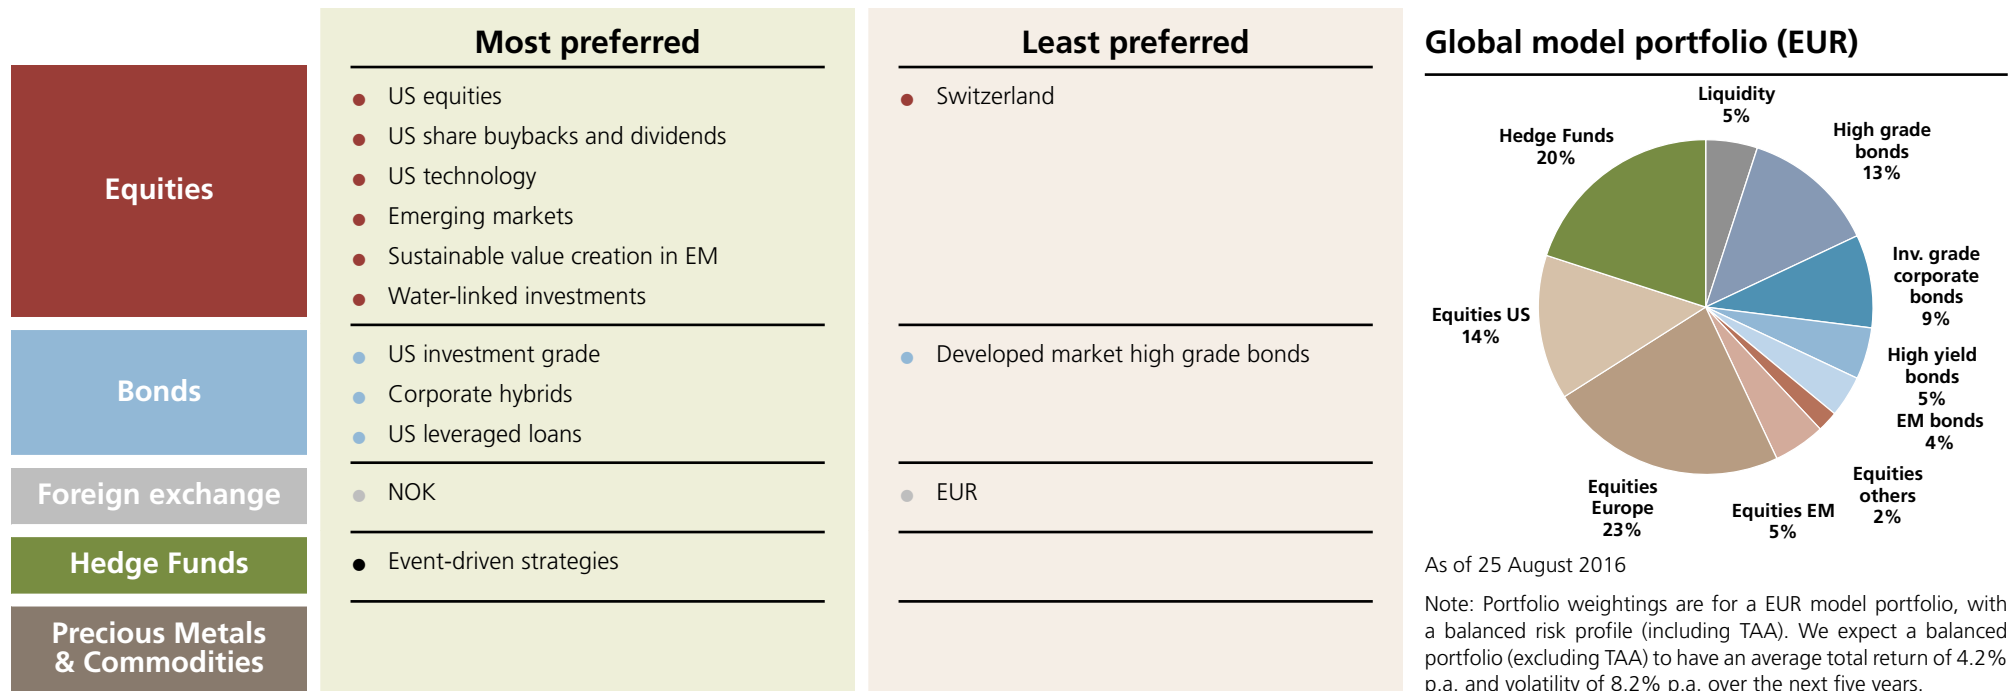 Equities
Bonds
Foreign exchange
Hedge Funds
Precious Metals
& Commodities
Most preferred
US equities
US share buybacks and dividends
US technology
Emerging markets
Sustainable value creation in EM
Water-linked investments
US investment grade
Corporate hybrids
US leveraged loans
NOK
Event-driven strategies
Least preferred
Switzerland
Developed market high grade bonds
EUR
Global model portfolio (EUR)
Liquidity
5%
High grade
bonds
13%
Inv. grade
corporate
bonds
9%
High yield
bonds
5%
EM bonds
4%
Equities
others
2%
Equities EM
5%
Equities
Europe
23%
Equities US
14%
Hedge Funds
20%
As of 25 August 2016
Note: Portfolio weightings are for a EUR model portfolio, with
a balanced risk profile (including TAA). We expect a balanced
portfolio (excluding TAA) to have an average total return of 4.2%
p.a. and volatility of 8.2% p.a. over the next five years.